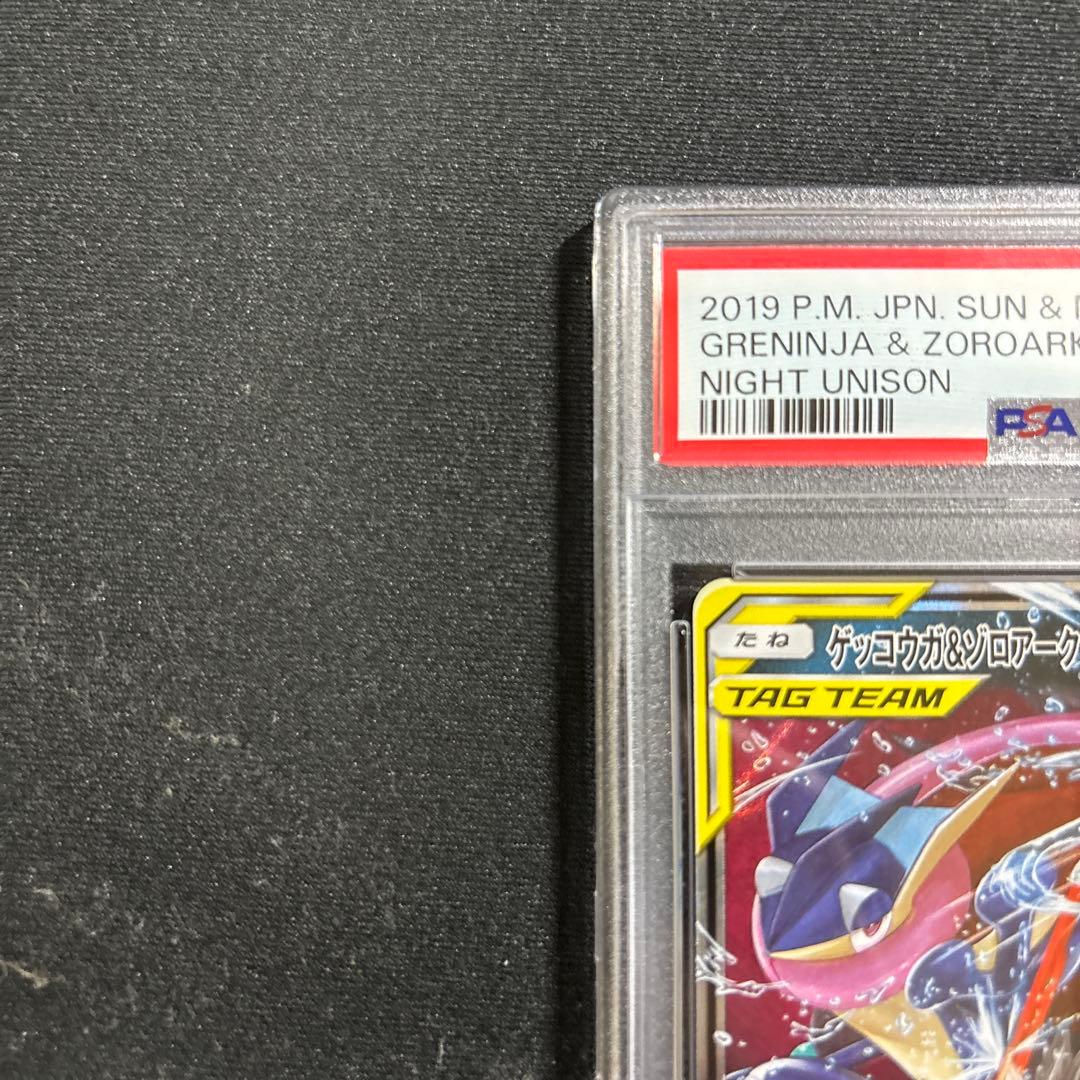 2019 P.M. JPN. SUN &
GRENINJA & ZOROARK
NIGHT UNISON
PSA
たね
ゲッコウガ&ゾロアーク
TAG TEAM